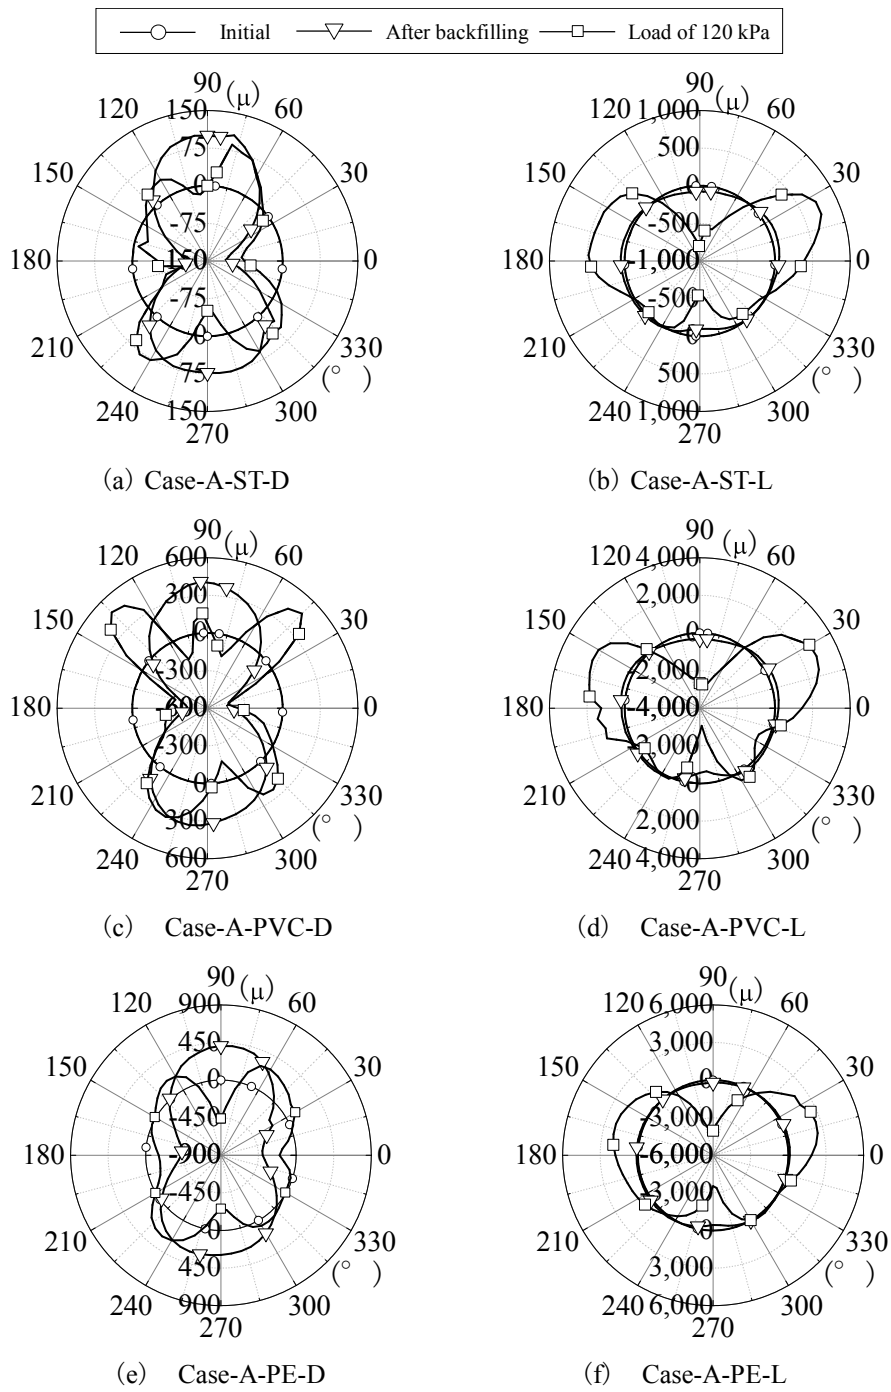 Initial After backfilling Load of 120 kPa
90
(μ)
150
120 60
75
150 0 30
-75
180 -150 0
-75
210 0 330
75
(° )
240 150 300
270
(a) Case-A-ST-D
90
(μ)
1,000
120 60
500
150 0 30
-500
180 -1,000 0
-500
210 0 330
500
(° )
240 1,000 300
270
(b) Case-A-ST-L
90
(μ)
600
120 60
300
150 0 30
-300
180 -600 0
-300
210 0 330
300
(° )
240 600 300
270
(c) Case-A-PVC-D
90
(μ)
4,000
120 60
2,000
150 0 30
2,000
180 -4,000 0
2,000
210 0 330
2,000
(° )
240 4,000 300
270
(d) Case-A-PVC-L
90
(μ)
900
120 60
450
150 0 30
-450
180 -900 0
-450
210 0 330
450
(° )
240 900 300
270
(e) Case-A-PE-D
90
(μ)
6,000
120 60
3,000
150 0 30
3,000
180 -6,000 0
3,000
210 0 330
3,000
(° )
240 6,000 300
270
(f) Case-A-PE-L